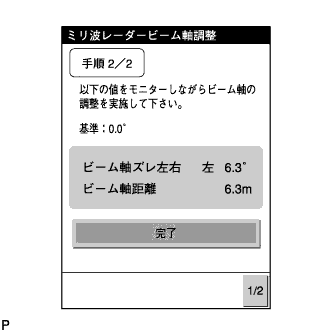 ミリ波レーダービーム軸調整
手順 2／2
以下の値をモニターしながらビーム軸の
調整を実施して下さい。
基準：0.0°
ビーム軸ズレ左右 左 6.3°
ビーム軸距離 6.3m
完了
1/2
P